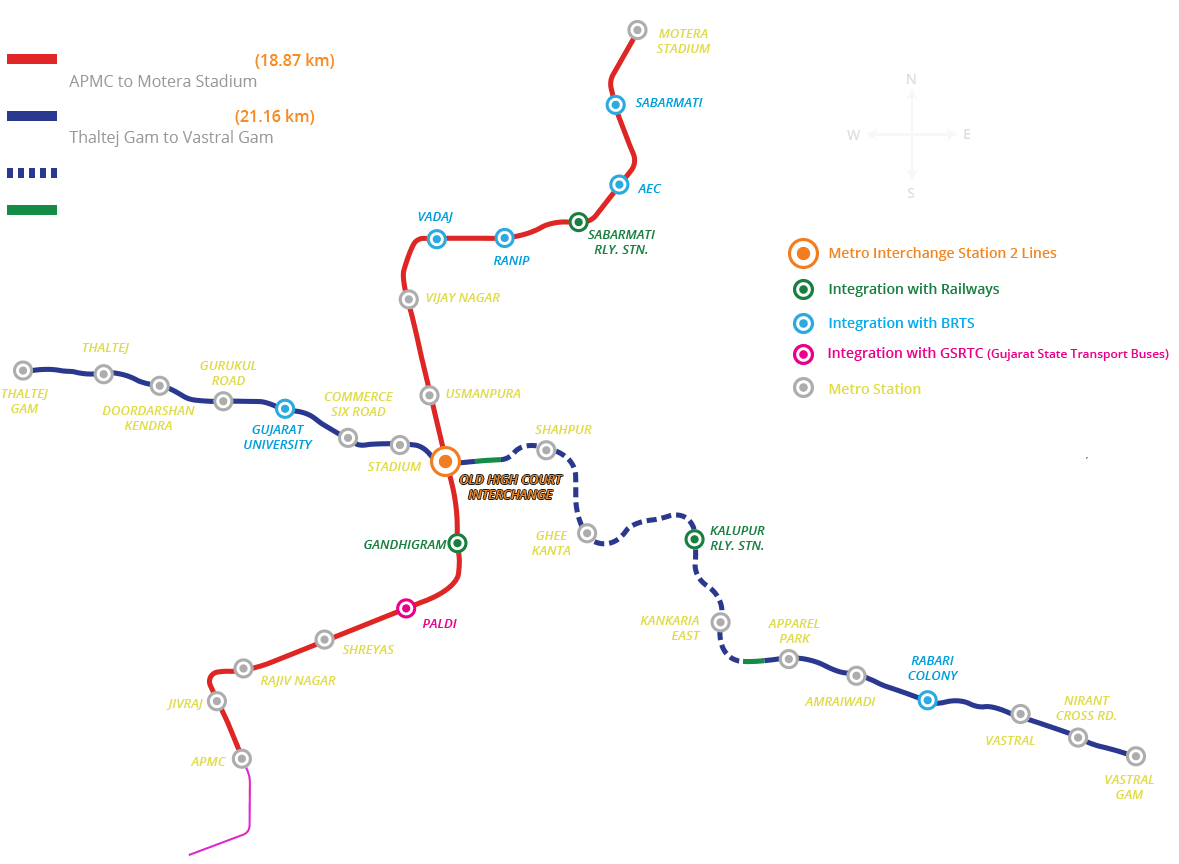 MOTERA
STADIUM
(18.87 km)
APMC to Motera Stadium
SABARMATI
(21.16 km)
Thaltej Gam to Vastral Gam
N
W
E
S
AEC
VADAJ
SABARMATI
RLY. STN.
RANIP
Metro Interchange Station 2 Lines
Integration with Railways
VIJAY NAGAR
Integration with BRTS
THALTEJ
Integration with GSRTC (Gujarat State Transport Buses)
GURUKUL
ROAD
Metro Station
THALTEJ
GAM
USMANPURA
COMMERCE
SIX ROAD
DOORDARSHAN
KENDRA
GUJARAT
UNIVERSITY
SHAHPUR
STADIUM
OLD HIGH COURT
INTERCHANGE
GHEE
KANTA
KALUPUR
RLY. STN.
GANDHIGRAM
PALDI
KANKARIA
EAST
APPAREL
PARK
SHREYAS
RABARI
COLONY
RAJIV NAGAR
JIVRAJ
AMRAIWADI
NIRANT
CROSS RD.
VASTRAL
APMC
VASTRAL
GAM